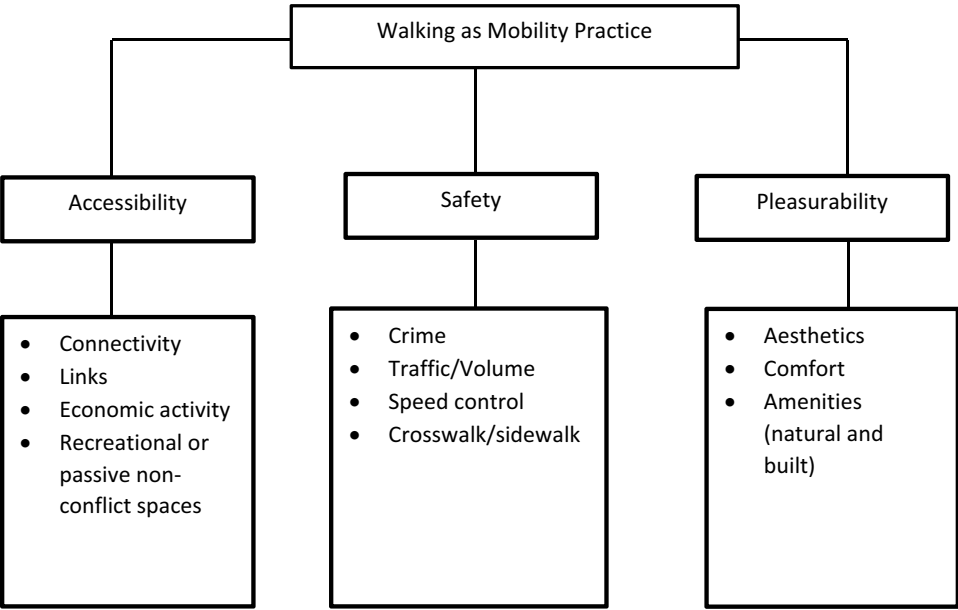 Walking as Mobility Practice
Accessibility
Safety
Pleasurability
• Connectivity
• Links
• Economic activity
• Recreational or
passive non-
conflict spaces
• Crime
• Traffic/Volume
• Speed control
• Crosswalk/sidewalk
• Aesthetics
• Comfort
• Amenities
(natural and
built)